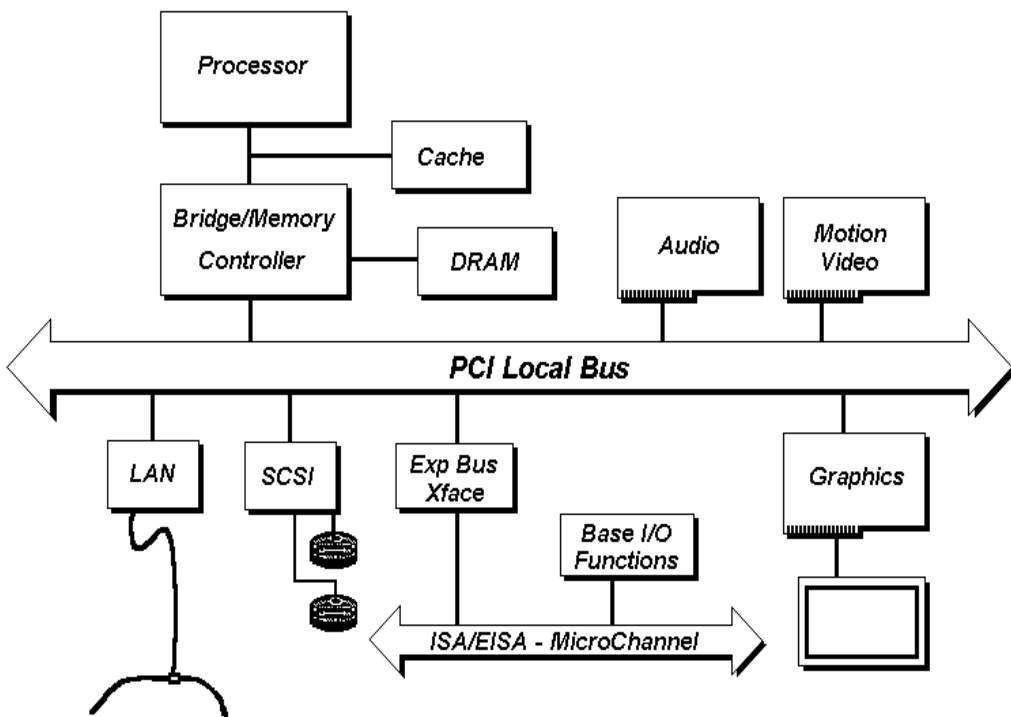 Processor
Cache
Bridge/Memory
Controller
DRAM
Audio
Motion
Video
PCI Local Bus
LAN
SCSI
Exp Bus
Xface
Graphics
Base I/O
Functions
ISA/EISA - MicroChannel